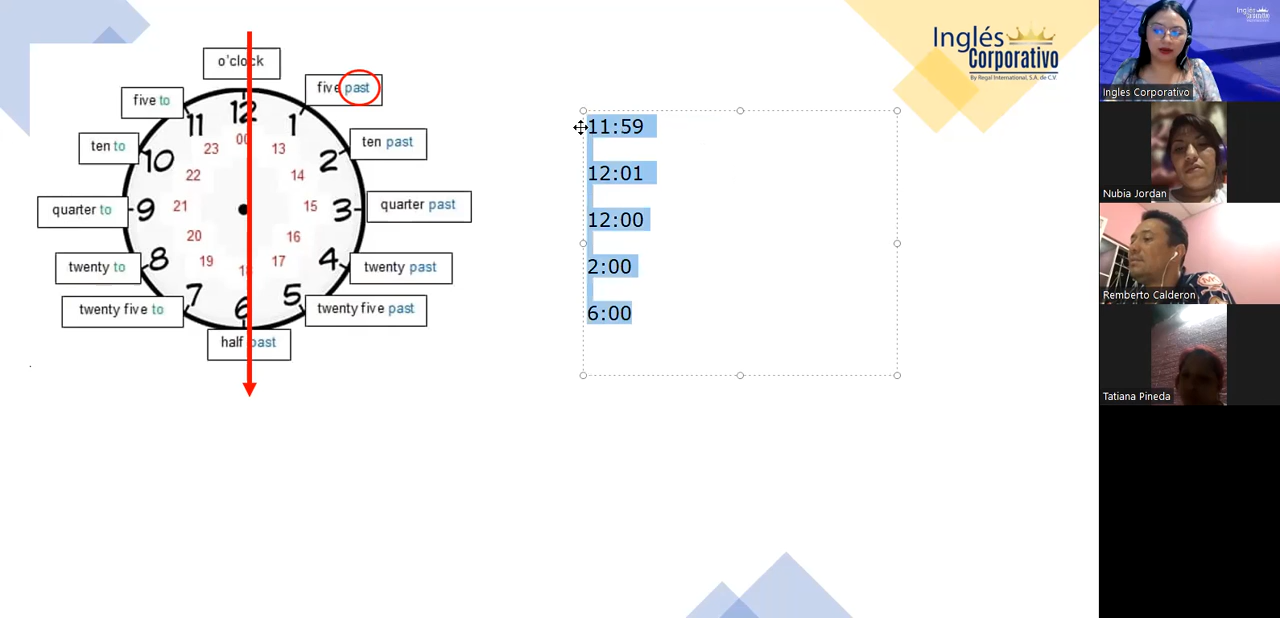 o'clock
five to
five past
ten to
ten past
quarter to
quarter past
twenty to
twenty past
twenty five to
twenty five past
half past
12
1
2
3
4
5
6
7
8
9
10
11
00
13
14
15
16
17
18
19
20
21
22
23
11:59
12:01
12:00
2:00
6:00
Inglés
Corporativo
By Regal International, S.A. de C.V.
Ingles Corporativo
Nubia Jordan
Remberto Calderon
Tatiana Pineda